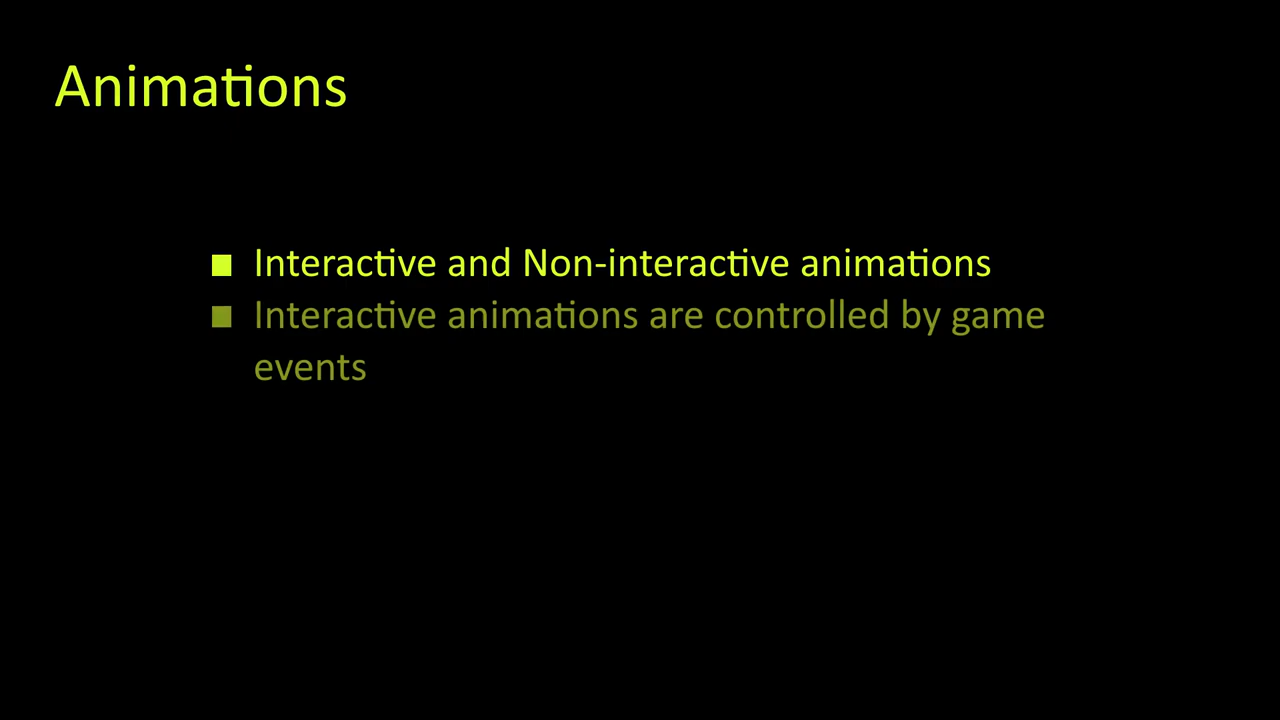 Animations
■ Interactive and Non-interactive animations
■ Interactive animations are controlled by game
events